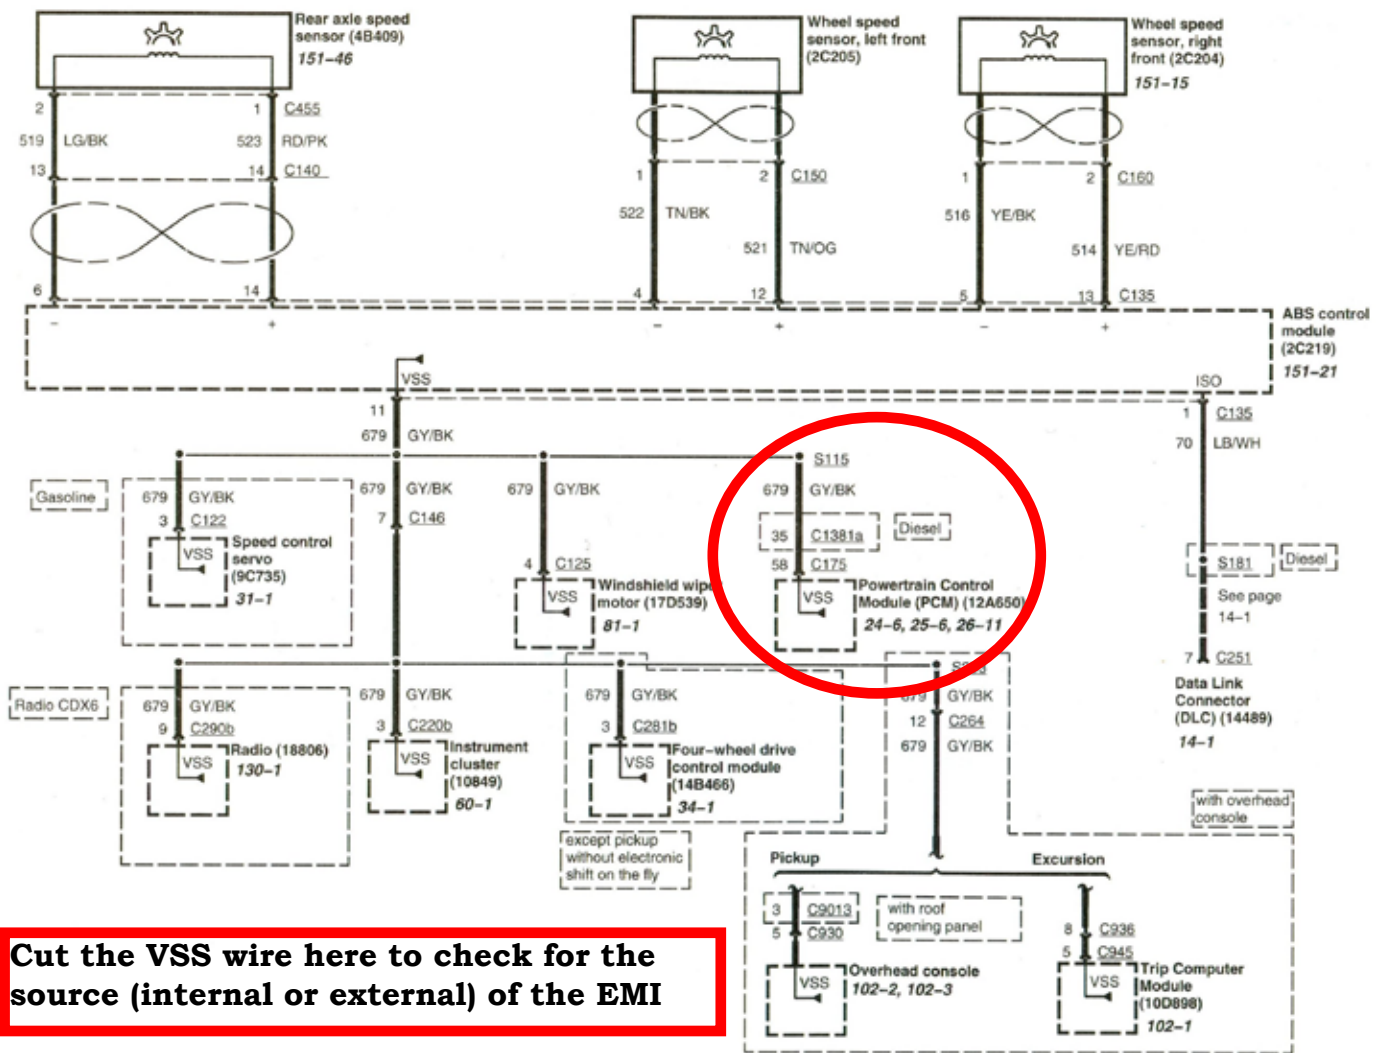 Rear axle speed
sensor (4B409)
151-46
Wheel speed
sensor, left front
(2C205)
Wheel speed
sensor, right
front (2C204)
151-15
2
1
C455
519
LG/BK
523
RD/PK
13
14
C140
1
2
C150
1
2
C160
522
TN/BK
516
YE/BK
521
TN/OG
514
YE/RD
6
14
4
12
5
13
C135
-
+
-
+
-
+
ABS control
module
(2C219)
151-21
VSS
ISO
11
1
C135
679
GY/BK
70
LB/WH
S115
Gasoline
679
GY/BK
679
GY/BK
679
GY/BK
679
GY/BK
3
C122
7
C146
35
C1381a
Diesel
VSS
Speed control
servo
(9C735)
31-1
4
C125
58
C175
S181
Diesel
VSS
Windshield wiper
motor (17D539)
81-1
VSS
Powertrain Control
Module (PCM) (12A650)
24-6, 25-6, 26-11
See page
14-1
7
C251
Data Link
Connector
(DLC) (14489)
14-1
Radio CDX6
679
GY/BK
679
GY/BK
679
GY/BK
679
GY/BK
9
C290b
3
C220b
3
C281b
12
C264
679
GY/BK
VSS
Radio (18806)
130-1
VSS
Instrument
cluster
(10849)
60-1
VSS
Four-wheel drive
control module
(14B466)
34-1
with overhead
console
except pickup
without electronic
shift on the fly
Pickup
Excursion
3
C9013
with roof
opening panel
5
C930
8
C936
5
C945
VSS
Overhead console
102-2, 102-3
VSS
Trip Computer
Module
(10D898)
102-1
Cut the VSS wire here to check for the
source (internal or external) of the EMI